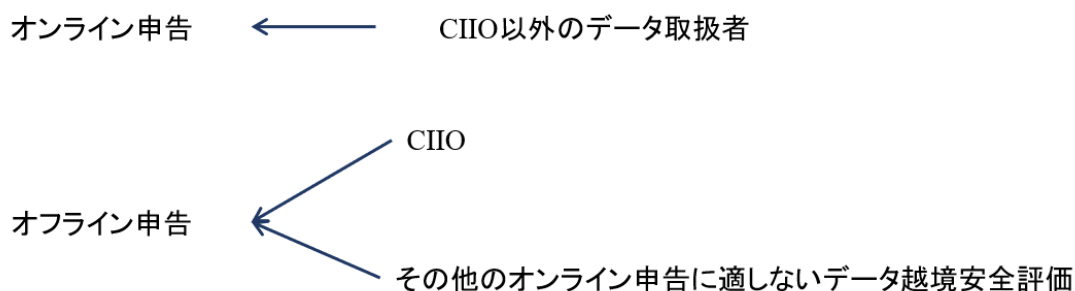 オンライン申告 CIIO以外のデータ取扱者
CIIO
オフライン申告
その他のオンライン申告に適しないデータ越境安全評価